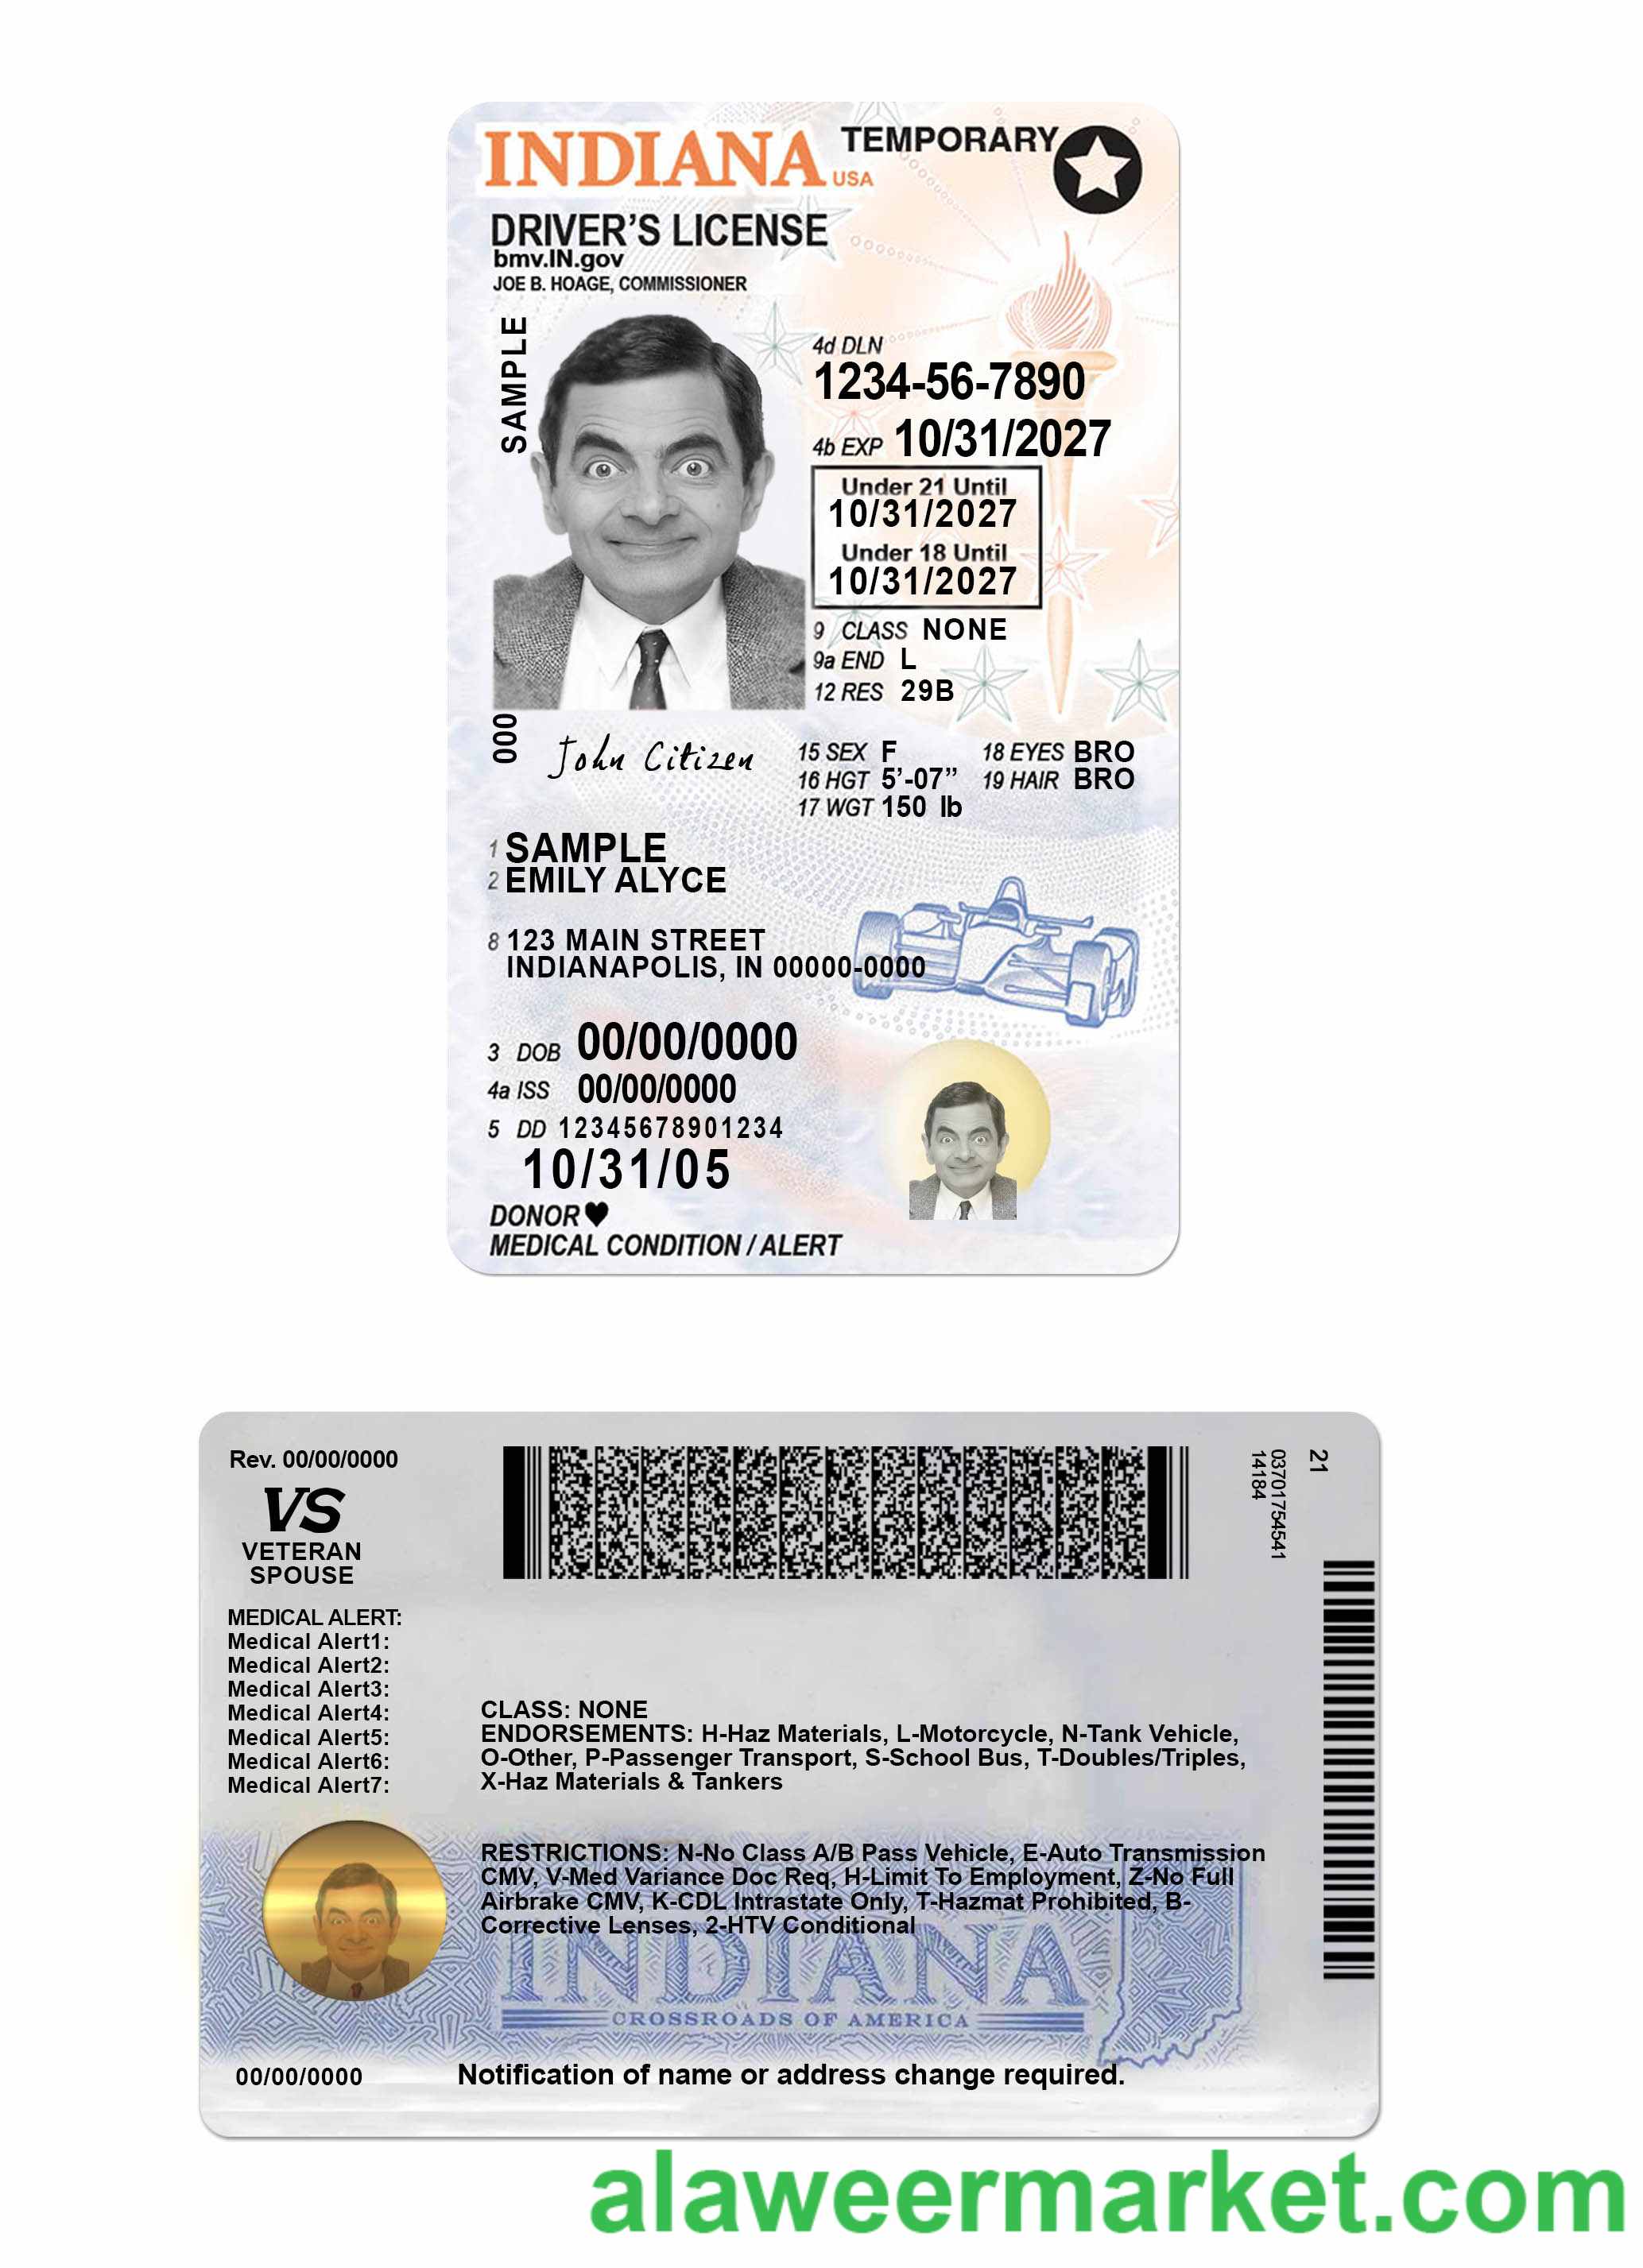 INDIANA USA TEMPORARY
DRIVER'S LICENSE
bmv.IN.gov
JOE B. HOAGE, COMMISSIONER
SAMPLE
4d DLN
1234-56-7890
4b EXP 10/31/2027
Under 21 Until
10/31/2027
Under 18 Until
10/31/2027
9 CLASS NONE
9a END L
12 RES 29B
000
John Citizen
15 SEX F 18 EYES BRO
16 HGT 5'-07" 19 HAIR BRO
17 WGT 150 lb
1 SAMPLE
2 EMILY ALYCE
8 123 MAIN STREET
INDIANAPOLIS, IN 00000-0000
3 DOB 00/00/0000
4a ISS 00/00/0000
5 DD 12345678901234
10/31/05
DONOR
MEDICAL CONDITION / ALERT
Rev. 00/00/0000
VS
VETERAN
SPOUSE
21
03701754541
14184
MEDICAL ALERT:
Medical Alert1:
Medical Alert2:
Medical Alert3:
Medical Alert4:
Medical Alert5:
Medical Alert6:
Medical Alert7:
CLASS: NONE
ENDORSEMENTS: H-Haz Materials, L-Motorcycle, N-Tank Vehicle,
O-Other, P-Passenger Transport, S-School Bus, T-Doubles/Triples,
X-Haz Materials & Tankers
RESTRICTIONS: N-No Class A/B Pass Vehicle, E-Auto Transmission
CMV, V-Med Variance Doc Req, H-Limit To Employment, Z-No Full
Airbrake CMV, K-CDL Intrastate Only, T-Hazmat Prohibited, B-
Corrective Lenses, 2-HTV Conditional
INDIANA
CROSSROADS OF AMERICA
00/00/0000
Notification of name or address change required.
alaweermarket.com